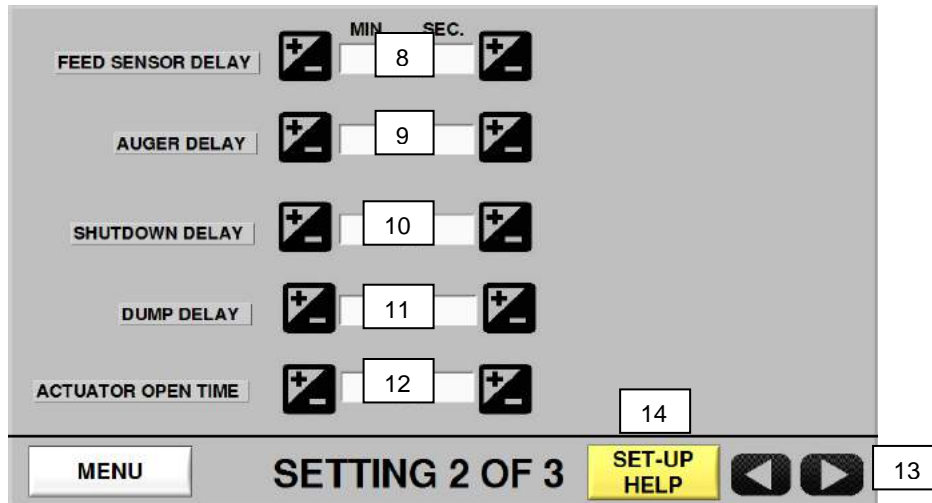 MIN. SEC.
FEED SENSOR DELAY 8
AUGER DELAY 9
SHUTDOWN DELAY 10
DUMP DELAY 11
ACTUATOR OPEN TIME 12
14
MENU SETTING 2 OF 3 SET-UP HELP 13